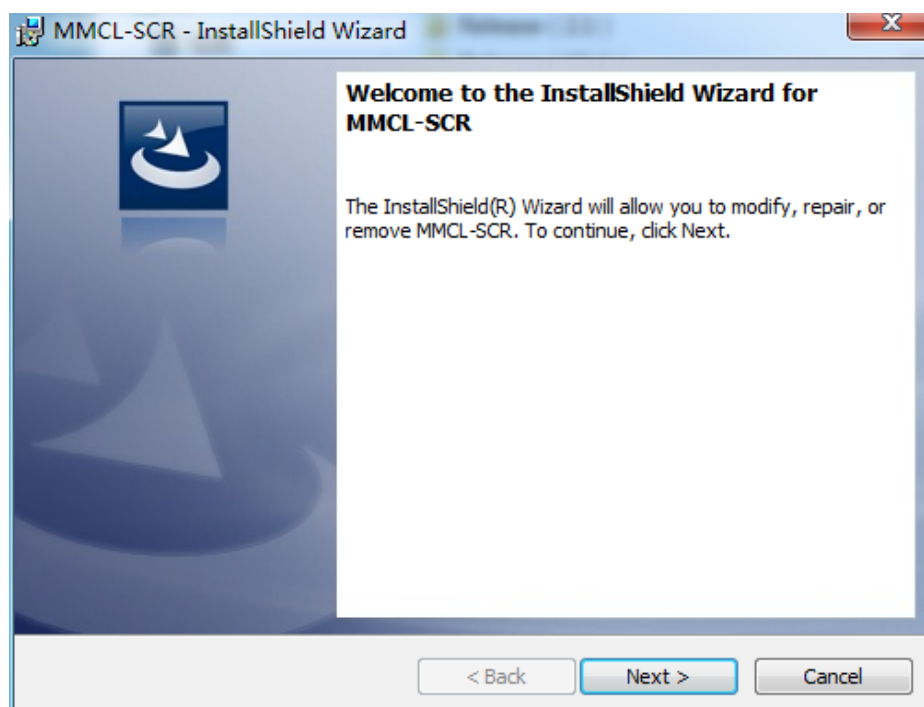 MMCL-SCR - InstallShield Wizard
Welcome to the InstallShield Wizard for
MMCL-SCR
The InstallShield(R) Wizard will allow you to modify, repair, or
remove MMCL-SCR. To continue, click Next.
< Back
Next >
Cancel